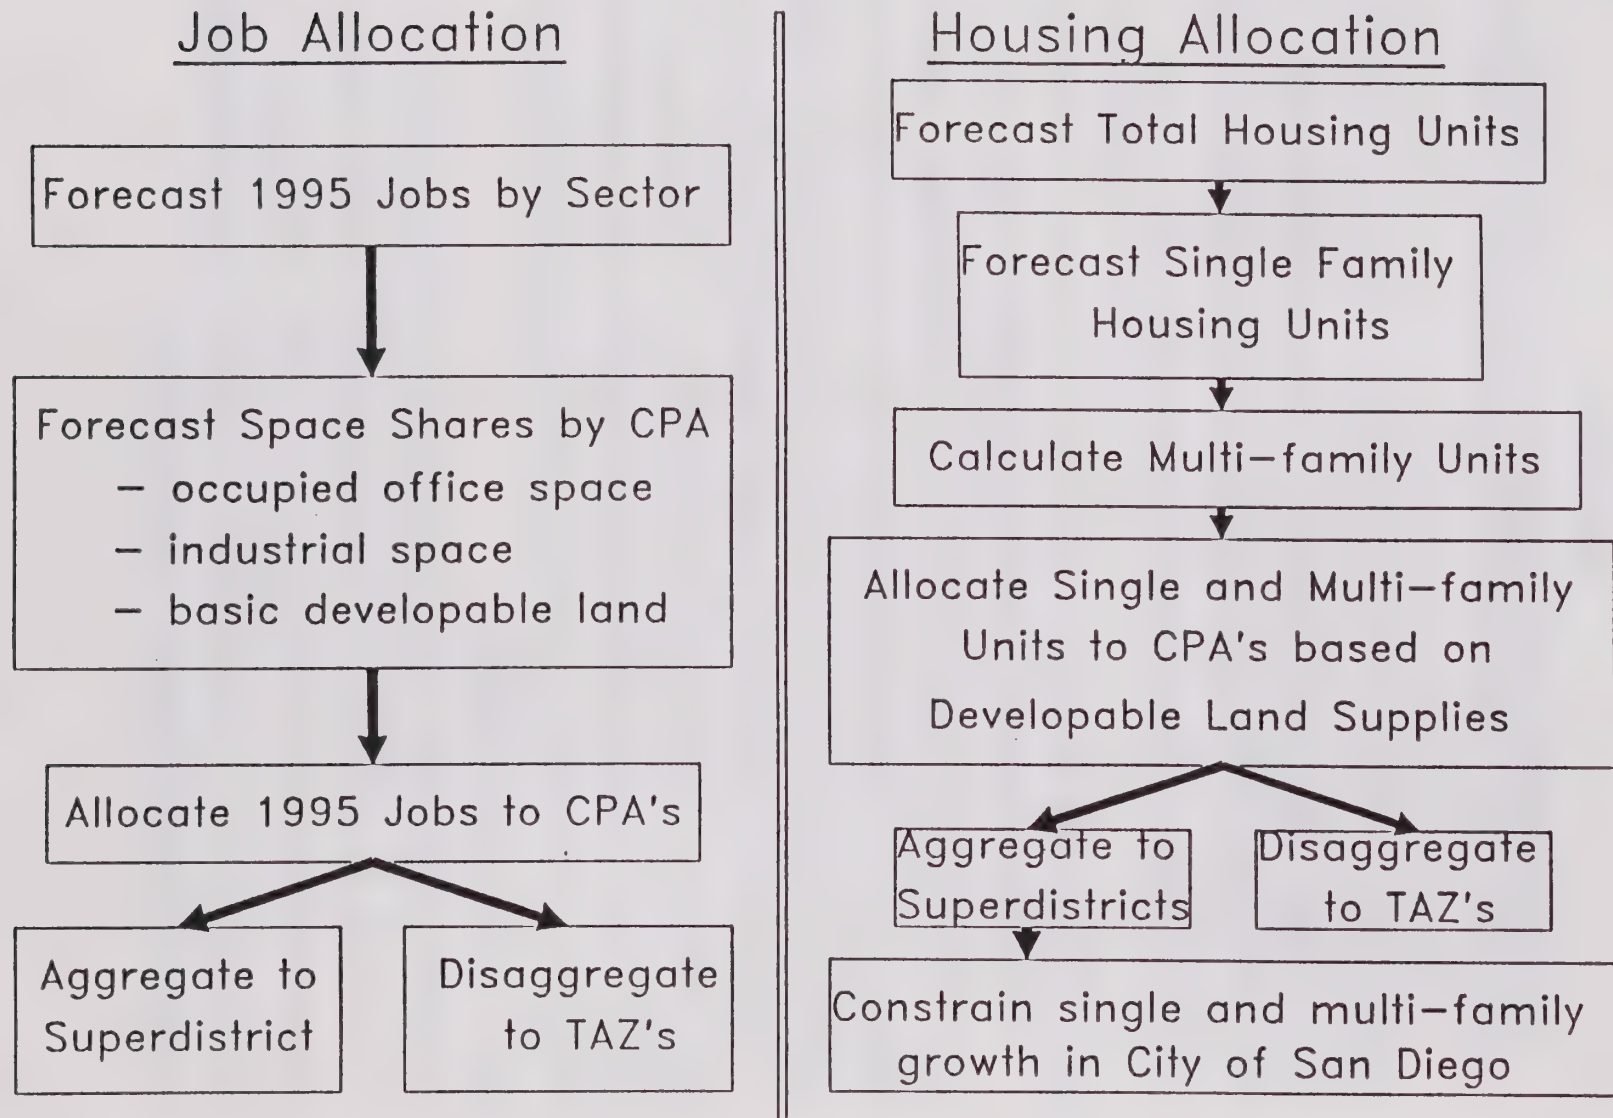 Job Allocation
Forecast 1995 Jobs by Sector
Forecast Space Shares by CPA
– occupied office space
– industrial space
– basic developable land
Allocate 1995 Jobs to CPA's
Aggregate to
Superdistrict
Disaggregate
to TAZ's
Housing Allocation
Forecast Total Housing Units
Forecast Single Family
Housing Units
Calculate Multi–family Units
Allocate Single and Multi–family
Units to CPA's based on
Developable Land Supplies
Aggregate to
Superdistricts
Disaggregate
to TAZ's
Constrain single and multi–family
growth in City of San Diego